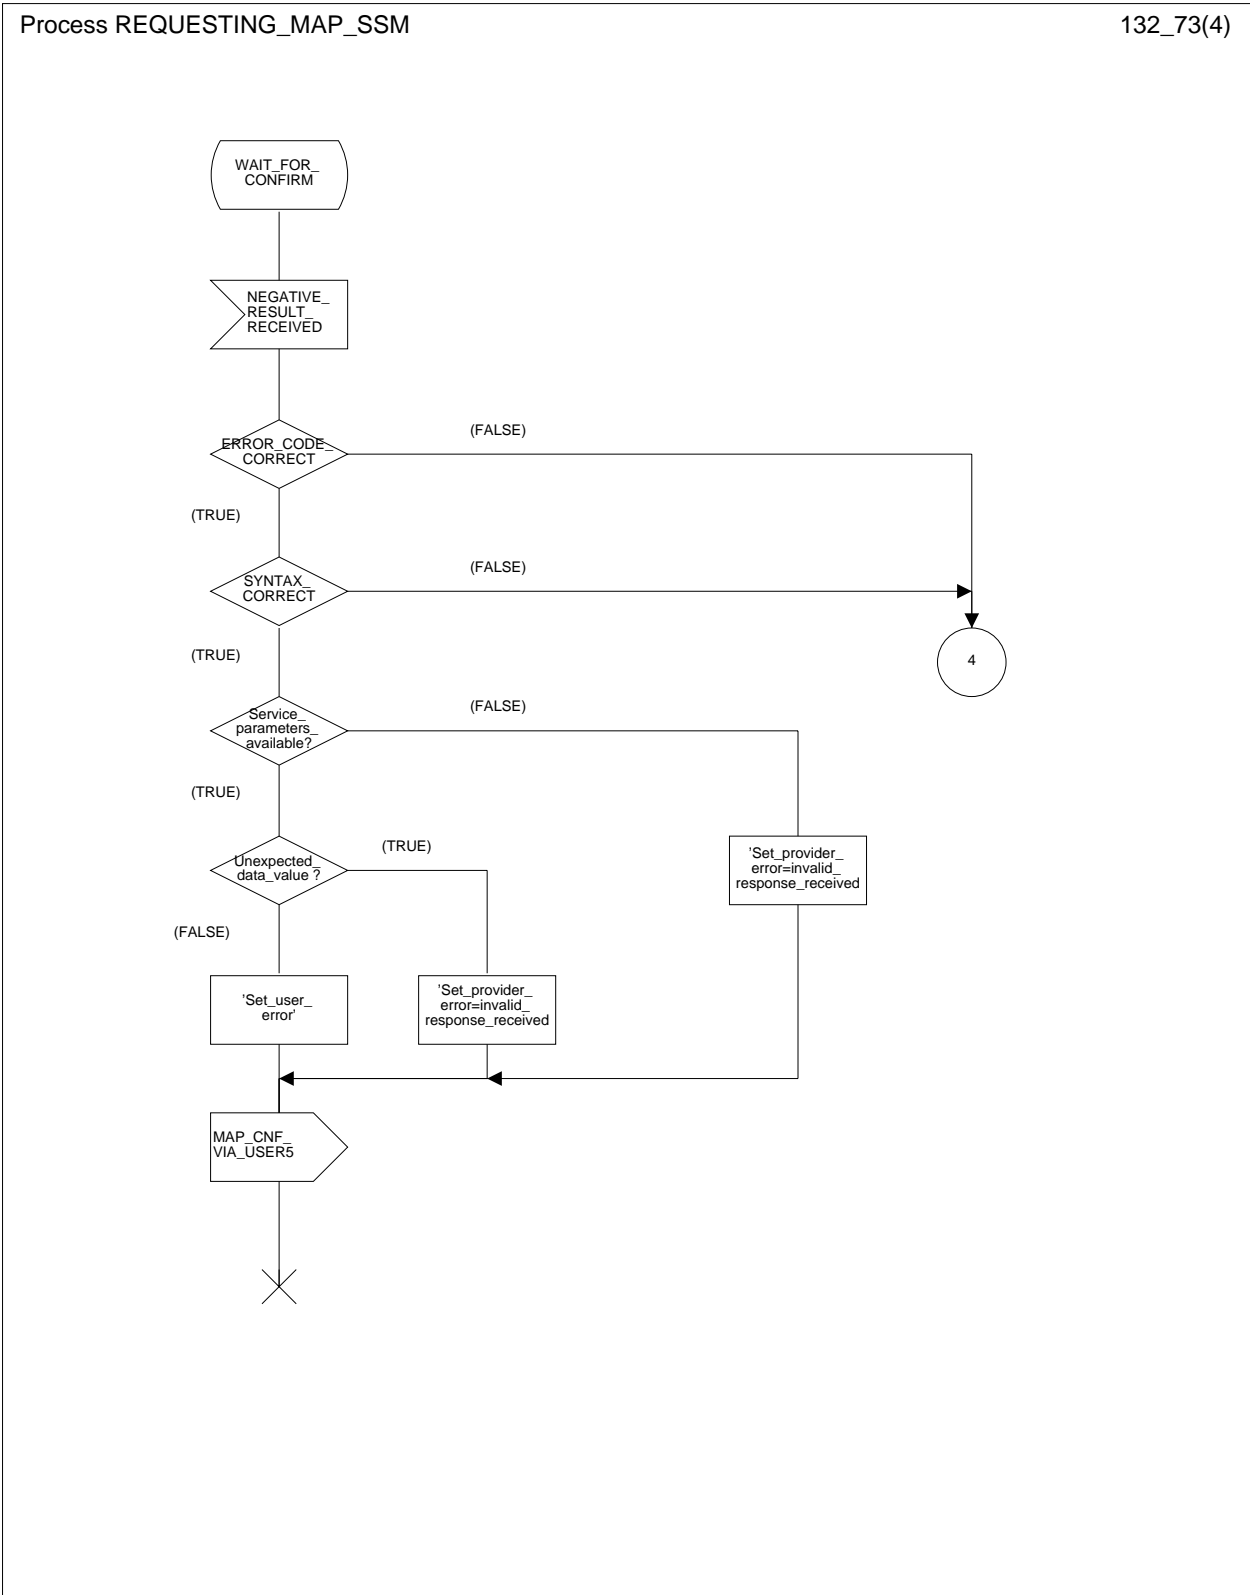 Process REQUESTING_MAP_SSM
132_73(4)
WAIT_FOR_
CONFIRM
NEGATIVE_
RESULT_
RECEIVED
ERROR_CODE_
CORRECT
(FALSE)
(TRUE)
SYNTAX_
CORRECT
(FALSE)
(TRUE)
4
Service_
parameters_
available?
(FALSE)
(TRUE)
Unexpected_
data_value ?
(TRUE)
'Set_provider_
error=invalid_
response_received
(FALSE)
'Set_user_
error'
'Set_provider_
error=invalid_
response_received
MAP_CNF_
VIA_USER5